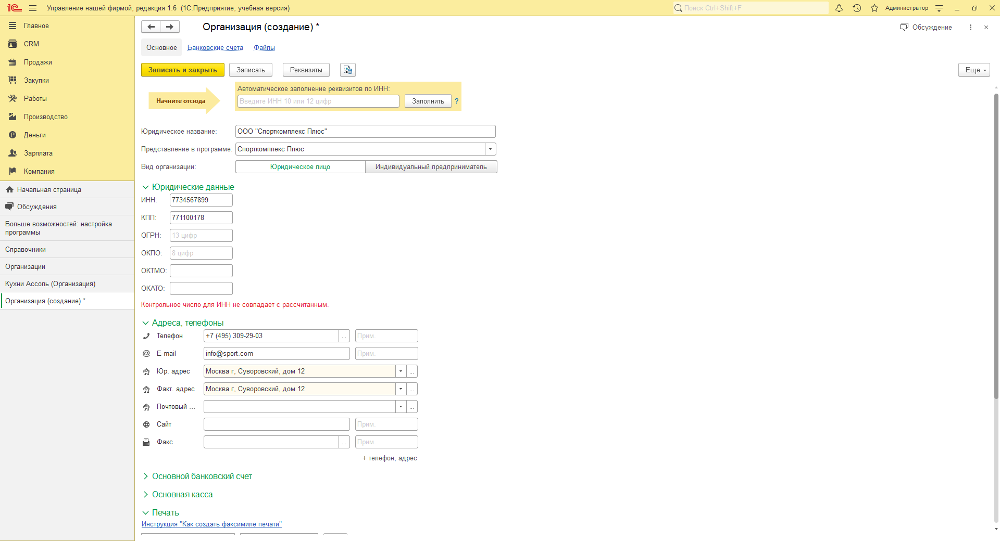 1С Управление нашей фирмой, редакция 1.6 (1С:Предприятие, учебная версия)
Поиск Ctrl+Shift+F
Администратор
Главное
CRM
Продажи
Закупки
Работы
Производство
Деньги
Зарплата
Компания
Начальная страница
Обсуждения
Больше возможностей: настройка
программы
Справочники
Организации
Кухни Ассоль (Организация)
Организация (создание) *
Организация (создание) *
Обсуждение
Основное Банковские счета Файлы
Записать и закрыть Записать Реквизиты Еще
Начните отсюда
Автоматическое заполнение реквизитов по ИНН:
Введите ИНН 10 или 12 цифр Заполнить ?
Юридическое название: ООО "Спорткомплекс Плюс"
Представление в программе: Спорткомплекс Плюс
Вид организации: Юридическое лицо Индивидуальный предприниматель
Юридические данные
ИНН: 7734567899
КПП: 771100178
ОГРН: 13 цифр
ОКПО: 8 цифр
ОКТМО:
ОКАТО:
Контрольное число для ИНН не совпадает с рассчитанным.
Адреса, телефоны
Телефон +7 (495) 309-29-03 ... Прим.
@ E-mail info@sport.com Прим.
Юр. адрес Москва г, Суворовский, дом 12 ...
Факт. адрес Москва г, Суворовский, дом 12 ...
Почтовый ... ...
Сайт Прим.
Факс ... Прим.
+ телефон, адрес
Основной банковский счет
Основная касса
Печать
Инструкция "Как создать факсимиле печати"